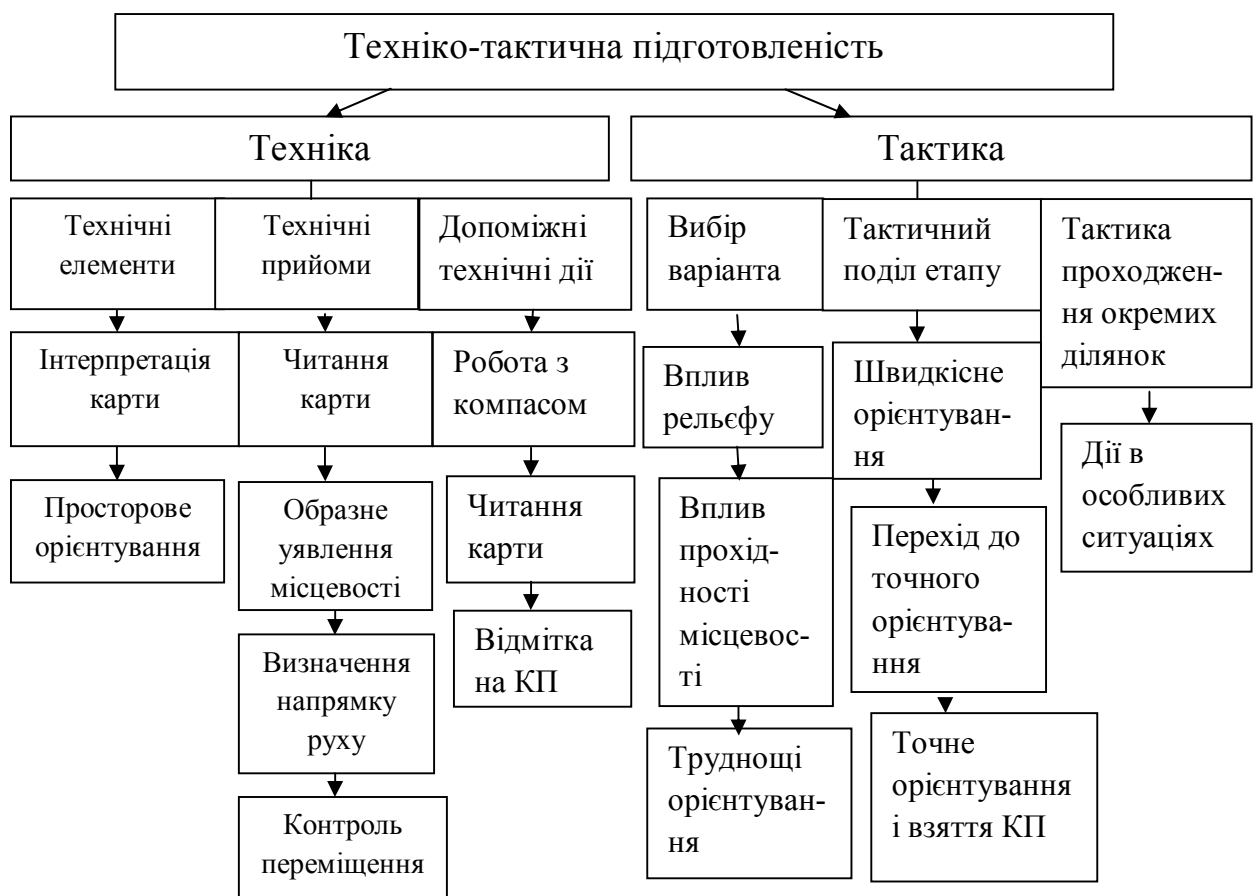 Техніко-тактична підготовленість
Техніка
Тактика
Технічні
елементи
Технічні
прийоми
Допоміжні
технічні дії
Вибір
варіанта
Тактичний
поділ етапу
Тактика
проходжен-
ня окремих
ділянок
Інтерпретація
карти
Читання
карти
Робота з
компасом
Вплив
рельєфу
Швидкісне
орієнтуван-
ня
Дії в
особливих
ситуаціях
Просторове
орієнтування
Образне
уявлення
місцевості
Читання
карти
Вплив
прохід-
ності
місцевос-
ті
Перехід до
точного
орієнтува-
ння
Визначення
напрямку
руху
Відмітка
на КП
Труднощі
орієнтуван-
ня
Точне
орієнтування
і взяття КП
Контроль
переміщення